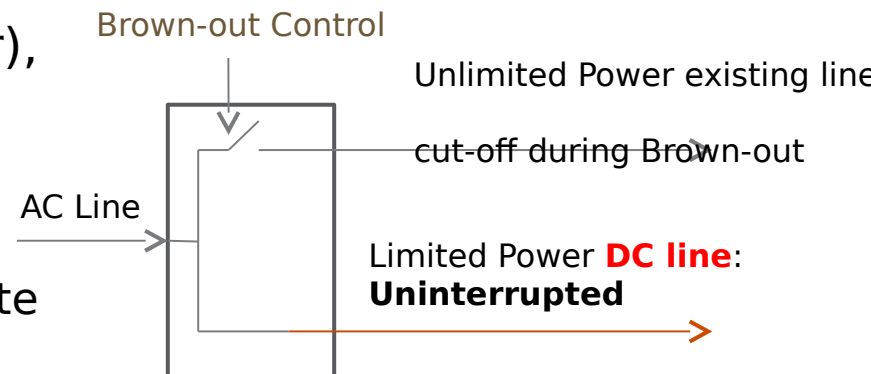 Brown-out Control
),
Unlimited Power existing line
cut-off during Brown-out
AC Line
Limited Power DC line:
Uninterrupted
te